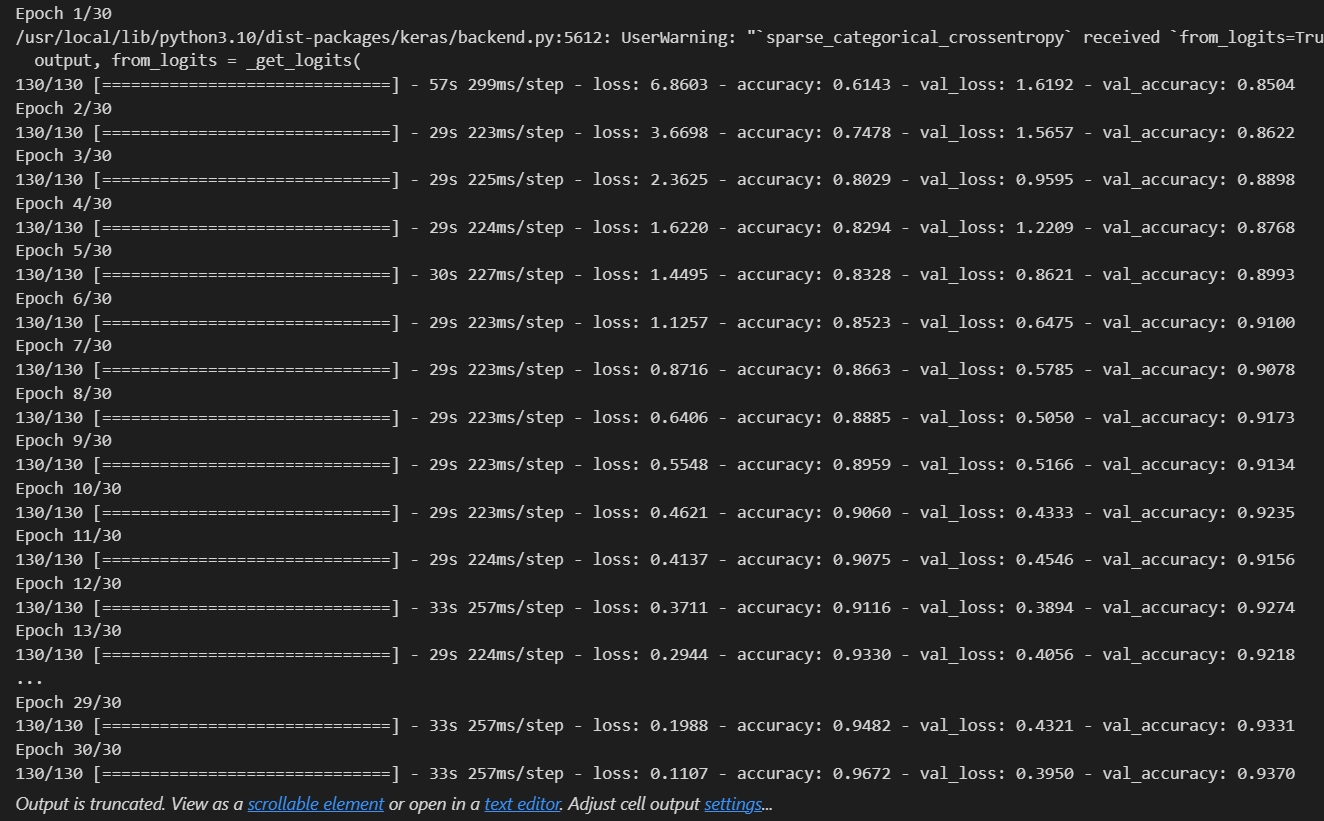 Epoch 1/30
/usr/local/lib/python3.10/dist-packages/keras/backend.py:5612: UserWarning: "`sparse_categorical_crossentropy` received `from_logits=Tru
  output, from_logits = _get_logits(
130/130 [==============================] - 57s 299ms/step - loss: 6.8603 - accuracy: 0.6143 - val_loss: 1.6192 - val_accuracy: 0.8504
Epoch 2/30
130/130 [==============================] - 29s 223ms/step - loss: 3.6698 - accuracy: 0.7478 - val_loss: 1.5657 - val_accuracy: 0.8622
Epoch 3/30
130/130 [==============================] - 29s 225ms/step - loss: 2.3625 - accuracy: 0.8029 - val_loss: 0.9595 - val_accuracy: 0.8898
Epoch 4/30
130/130 [==============================] - 29s 224ms/step - loss: 1.6220 - accuracy: 0.8294 - val_loss: 1.2209 - val_accuracy: 0.8768
Epoch 5/30
130/130 [==============================] - 30s 227ms/step - loss: 1.4495 - accuracy: 0.8328 - val_loss: 0.8621 - val_accuracy: 0.8993
Epoch 6/30
130/130 [==============================] - 29s 223ms/step - loss: 1.1257 - accuracy: 0.8523 - val_loss: 0.6475 - val_accuracy: 0.9100
Epoch 7/30
130/130 [==============================] - 29s 223ms/step - loss: 0.8716 - accuracy: 0.8663 - val_loss: 0.5785 - val_accuracy: 0.9078
Epoch 8/30
130/130 [==============================] - 29s 223ms/step - loss: 0.6406 - accuracy: 0.8885 - val_loss: 0.5050 - val_accuracy: 0.9173
Epoch 9/30
130/130 [==============================] - 29s 223ms/step - loss: 0.5548 - accuracy: 0.8959 - val_loss: 0.5166 - val_accuracy: 0.9134
Epoch 10/30
130/130 [==============================] - 29s 223ms/step - loss: 0.4621 - accuracy: 0.9060 - val_loss: 0.4333 - val_accuracy: 0.9235
Epoch 11/30
130/130 [==============================] - 29s 224ms/step - loss: 0.4137 - accuracy: 0.9075 - val_loss: 0.4546 - val_accuracy: 0.9156
Epoch 12/30
130/130 [==============================] - 33s 257ms/step - loss: 0.3711 - accuracy: 0.9116 - val_loss: 0.3894 - val_accuracy: 0.9274
Epoch 13/30
130/130 [==============================] - 29s 224ms/step - loss: 0.2944 - accuracy: 0.9330 - val_loss: 0.4056 - val_accuracy: 0.9218
...
Epoch 29/30
130/130 [==============================] - 33s 257ms/step - loss: 0.1988 - accuracy: 0.9482 - val_loss: 0.4321 - val_accuracy: 0.9331
Epoch 30/30
130/130 [==============================] - 33s 257ms/step - loss: 0.1107 - accuracy: 0.9672 - val_loss: 0.3950 - val_accuracy: 0.9370
Output is truncated. View as a scrollable element or open in a text editor. Adjust cell output settings...